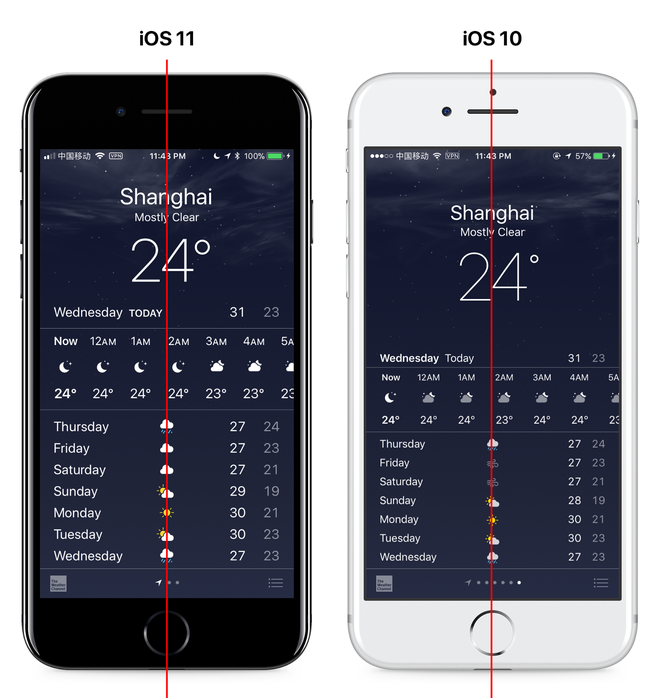 iOS 11
iOS 10
中国移动 VPN 11:43 PM 100%
Shanghai
Mostly Clear
24°
Wednesday TODAY 31 23
Now 12AM 1AM 2AM 3AM 4AM 5A
24° 24° 24° 24° 23° 23° 23
Thursday 27 24
Friday 27 23
Saturday 27 21
Sunday 29 19
Monday 30 21
Tuesday 30 23
Wednesday 27 23
The Weather Channel
中国移动 VPN 11:43 PM 57%
Shanghai
Mostly Clear
24°
Wednesday Today 31 23
Now 12AM 1AM 2AM 3AM 4AM 5A
24° 24° 24° 23° 23° 24° 23
Thursday 27 24
Friday 27 23
Saturday 27 21
Sunday 28 19
Monday 30 21
Tuesday 30 23
Wednesday 27 23
The Weather Channel